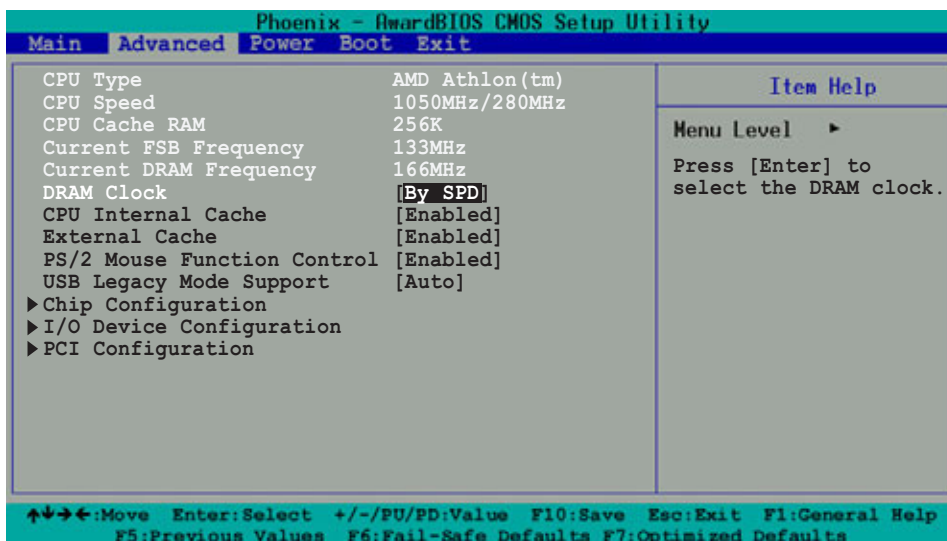 Phoenix - AwardBIOS CMOS Setup Utility
Main Advanced Power Boot Exit
CPU Type AMD Athlon(tm)
CPU Speed 1050MHz/280MHz
CPU Cache RAM 256K
Current FSB Frequency 133MHz
Current DRAM Frequency 166MHz
DRAM Clock [By SPD]
CPU Internal Cache [Enabled]
External Cache [Enabled]
PS/2 Mouse Function Control [Enabled]
USB Legacy Mode Support [Auto]
▶Chip Configuration
▶I/O Device Configuration
▶PCI Configuration
Item Help
Menu Level ▶
Press [Enter] to
select the DRAM clock.
↑↓→←:Move Enter:Select +/-/PU/PD:Value F10:Save Esc:Exit F1:General Help
F5:Previous Values F6:Fail-Safe Defaults F7:Optimized Defaults